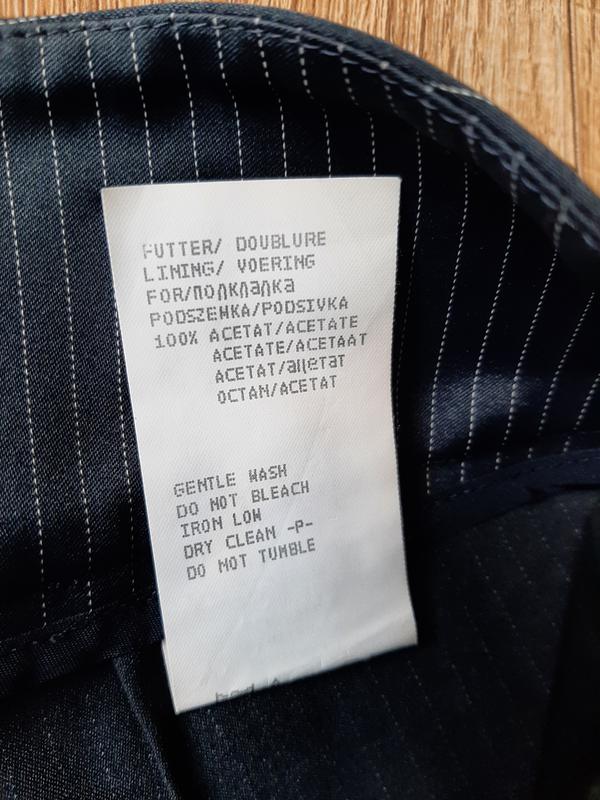 FUTTER/ DOUBLURE
LINING/ VOERING
FOR/подкладка
PODSZEWKA/PODSIVKA
100% ACETAT/ACETATE
ACETATE/ACETAAT
ACETAT/ацетат
OCTAN/ACETAT
GENTLE WASH
DO NOT BLEACH
IRON LOW
DRY CLEAN -P-
DO NOT TUMBLE